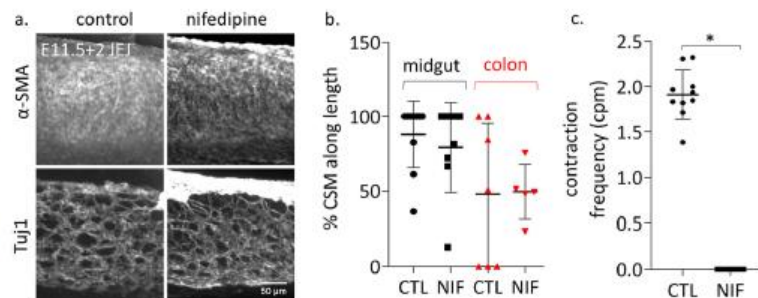 a.
control nifedipine
E11.5+2 JEJ
α-SMA
Tuj1
50 µm
b.
% CSM along length
midgut colon
150
100
50
0
CTL NIF CTL NIF
c.
contraction
frequency (cpm)
*
2.5
2.0
1.5
1.0
0.5
0.0
CTL NIF